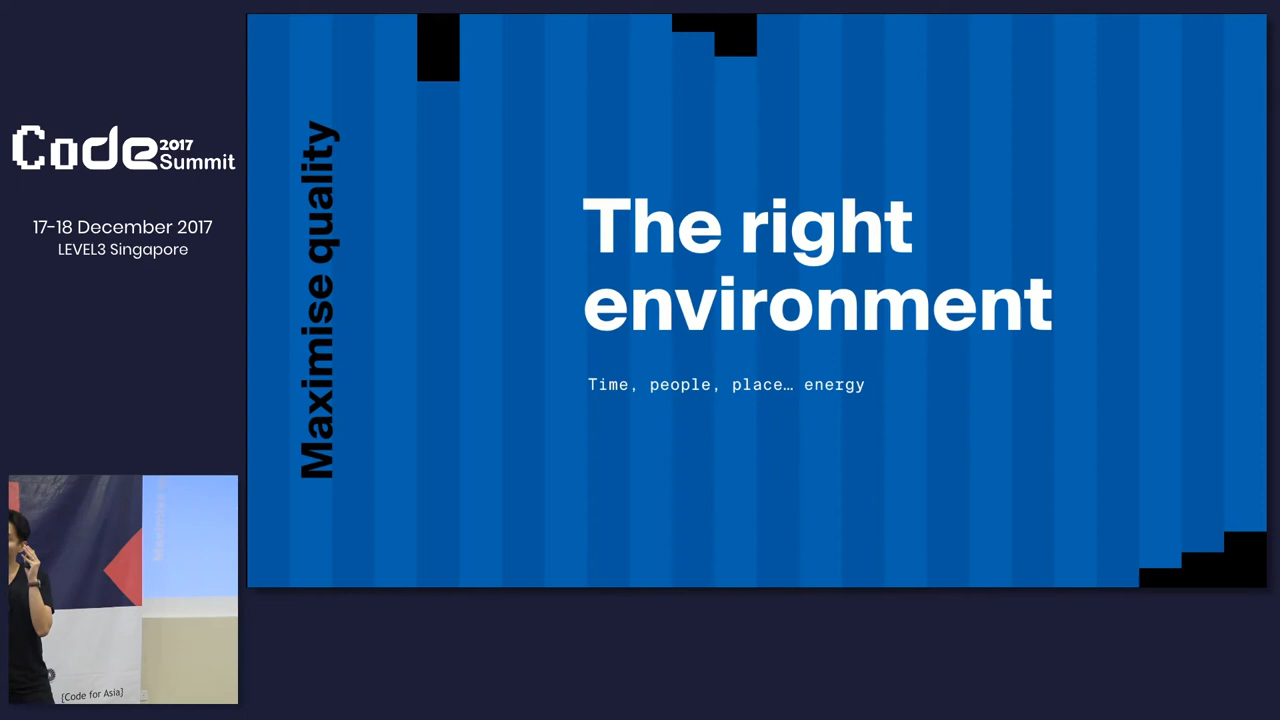 Code 2017 Summit
17-18 December 2017
LEVEL3 Singapore
Maximise quality
The right
environment
Time, people, place… energy
{Code for Asia}